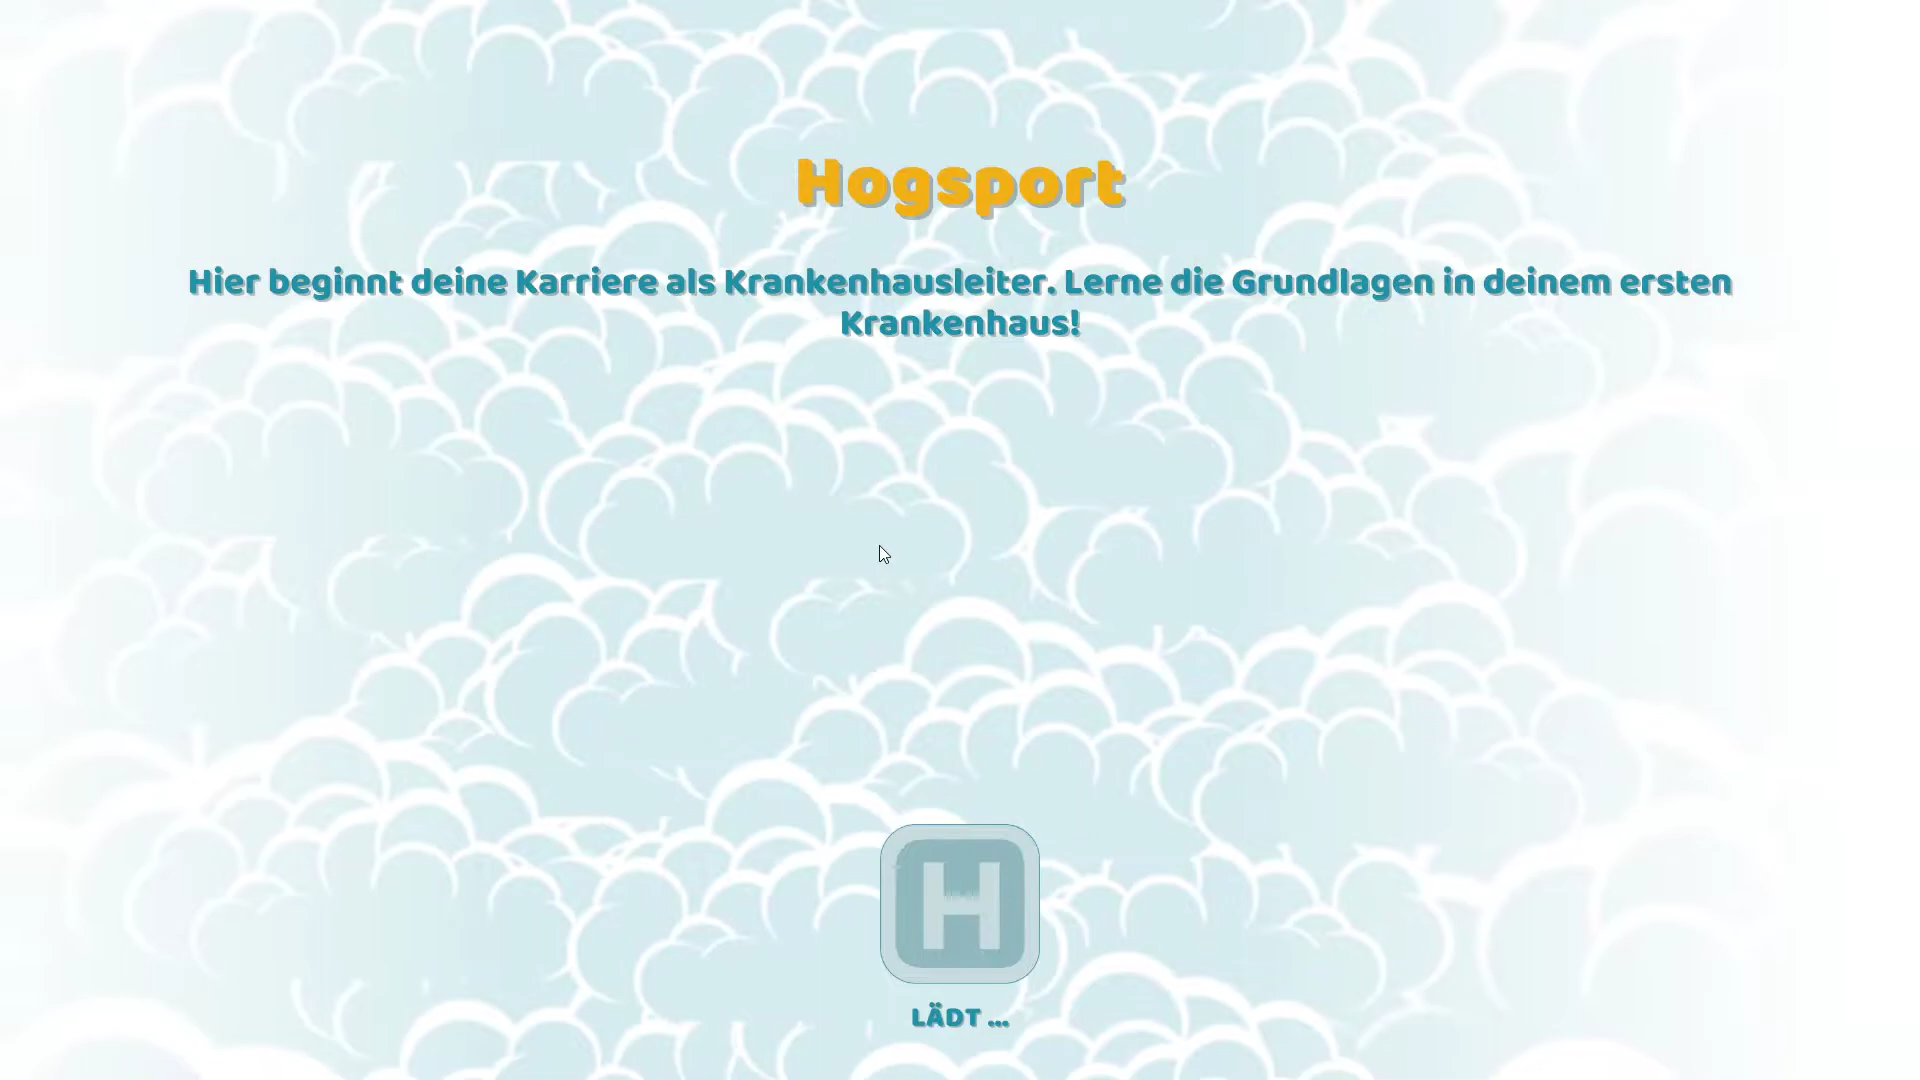 Hogsport
Hier beginnt deine Karriere als Krankenhausleiter. Lerne die Grundlagen in deinem ersten
Krankenhaus!
H
LÄDT ...